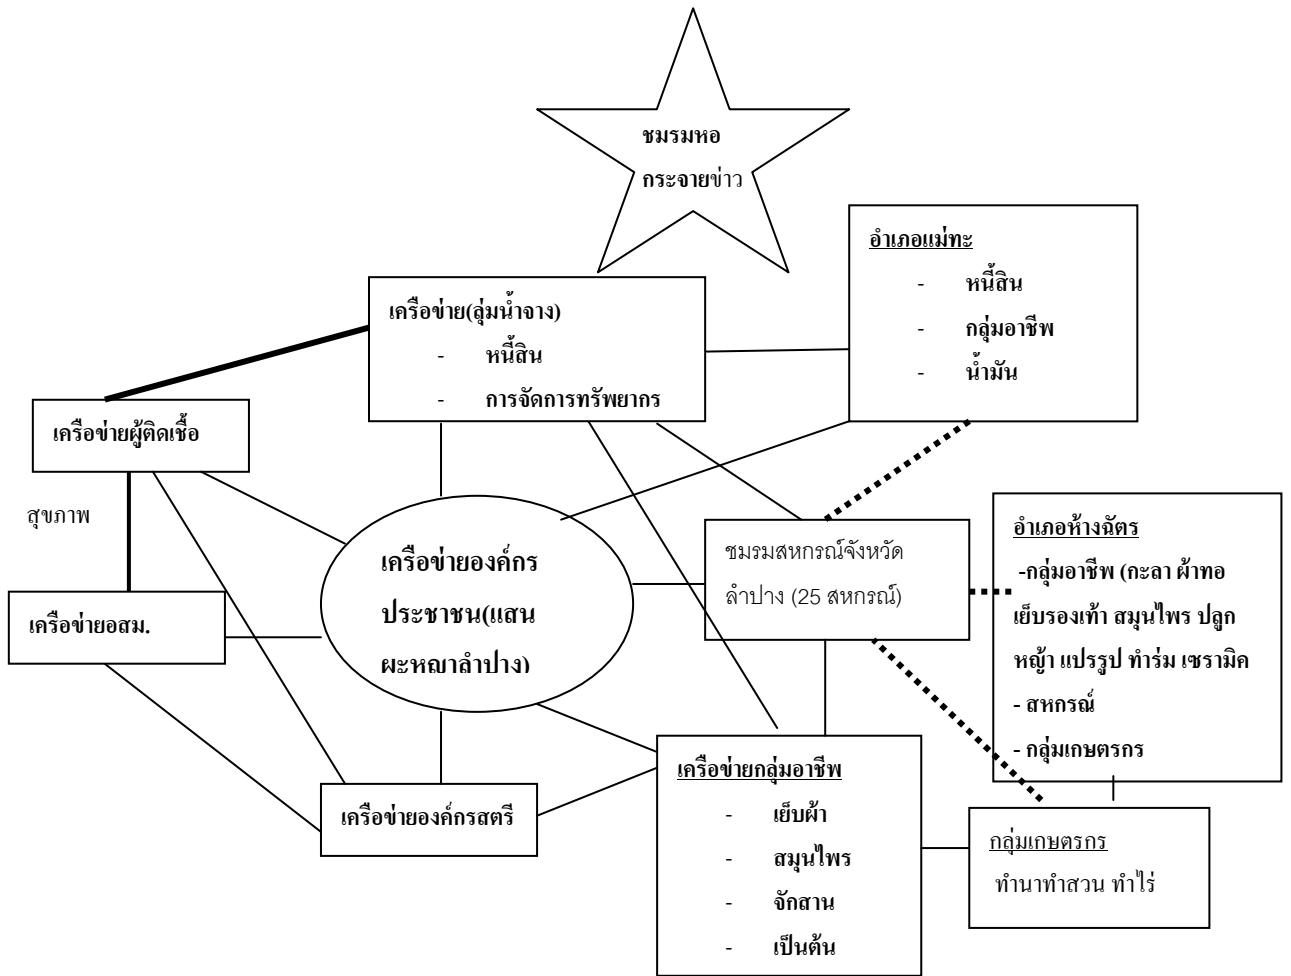 ชมรมหอ
กระจายข่าว
อำเภอแม่ทะ
- หนี้สิน
- กลุ่มอาชีพ
- น้ำมัน
เครือข่าย(ลุ่มน้ำจาง)
- หนี้สิน
- การจัดการทรัพยากร
เครือข่ายผู้ติดเชื้อ
สุขภาพ
เครือข่ายองค์กร
ประชาชน(แสน
ผะหญาลำปาง)
ชมรมสหกรณ์จังหวัด
ลำปาง (25 สหกรณ์)
อำเภอห้างฉัตร
-กลุ่มอาชีพ (กะลา ผ้าทอ
เย็บรองเท้า สมุนไพร ปลูก
หญ้า แปรรูป ทำร่ม เซรามิค
- สหกรณ์
- กลุ่มเกษตรกร
เครือข่ายอสม.
เครือข่ายองค์กรสตรี
เครือข่ายกลุ่มอาชีพ
- เย็บผ้า
- สมุนไพร
- จักสาน
- เป็นต้น
กลุ่มเกษตรกร
ทำนาทำสวน ทำไร่